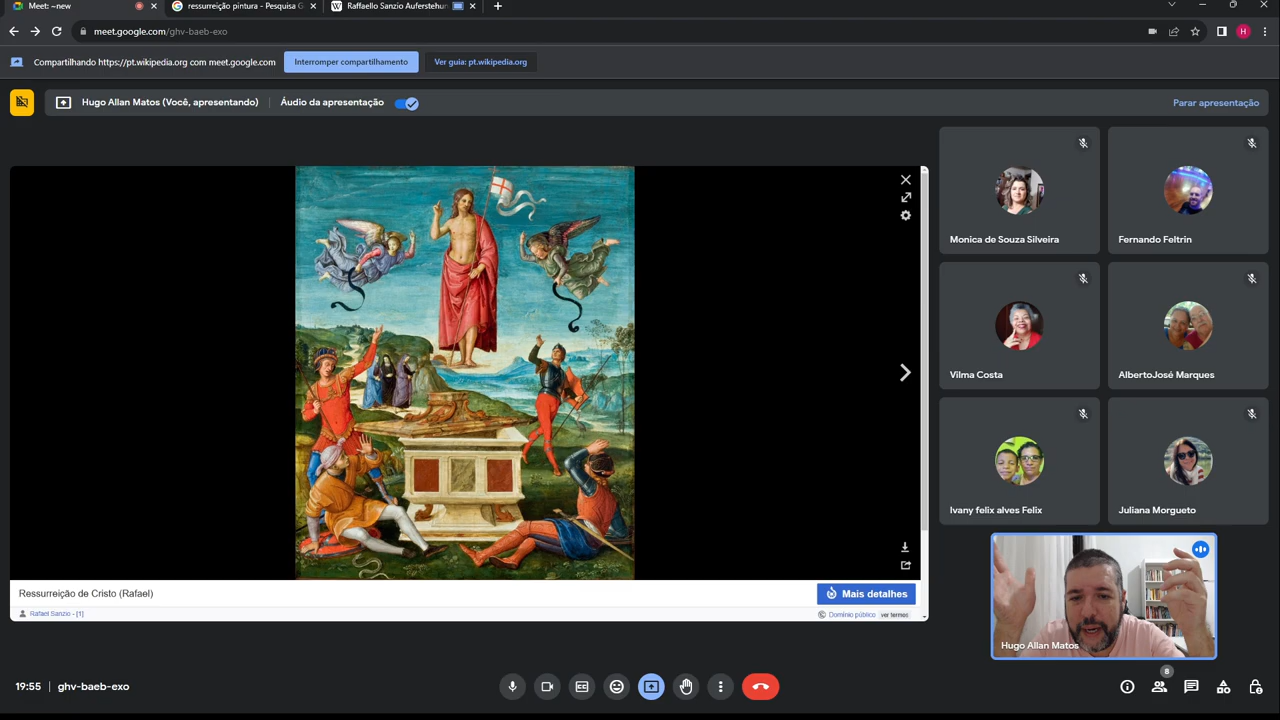 Meet: –new
ressurreição pintura - Pesquisa G
Raffaello Sanzio Auferstehun
meet.google.com/ghv-baeb-exo
H
Compartilhando https://pt.wikipedia.org com meet.google.com
Interromper compartilhamento
Ver guia: pt.wikipedia.org
Hugo Allan Matos (Você, apresentando)
Áudio da apresentação
Parar apresentação
Monica de Souza Silveira
Fernando Feltrin
Vilma Costa
AlbertoJosé Marques
Ivany felix alves Felix
Juliana Morgueto
Ressurreição de Cristo (Rafael)
Mais detalhes
Rafael Sanzio - [1]
Domínio público
ver termos
Hugo Allan Matos
19:55
ghv-baeb-exo
8